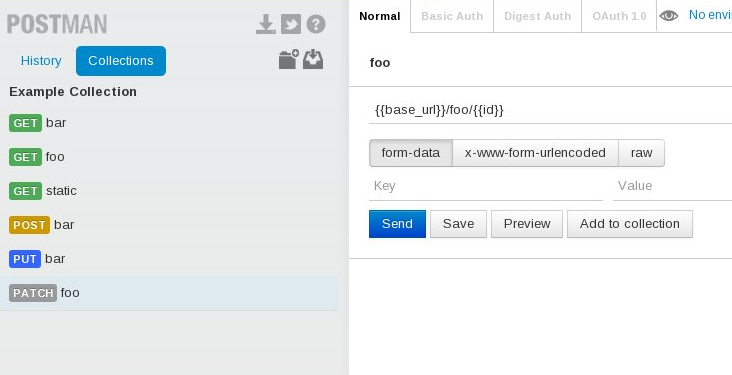 POSTMAN
History Collections
Example Collection
GET bar
GET foo
GET static
POST bar
PUT bar
PATCH foo
Normal Basic Auth Digest Auth OAuth 1.0 No envi
foo
{{base_url}}/foo/{{id}}
form-data x-www-form-urlencoded raw
Key Value
Send Save Preview Add to collection